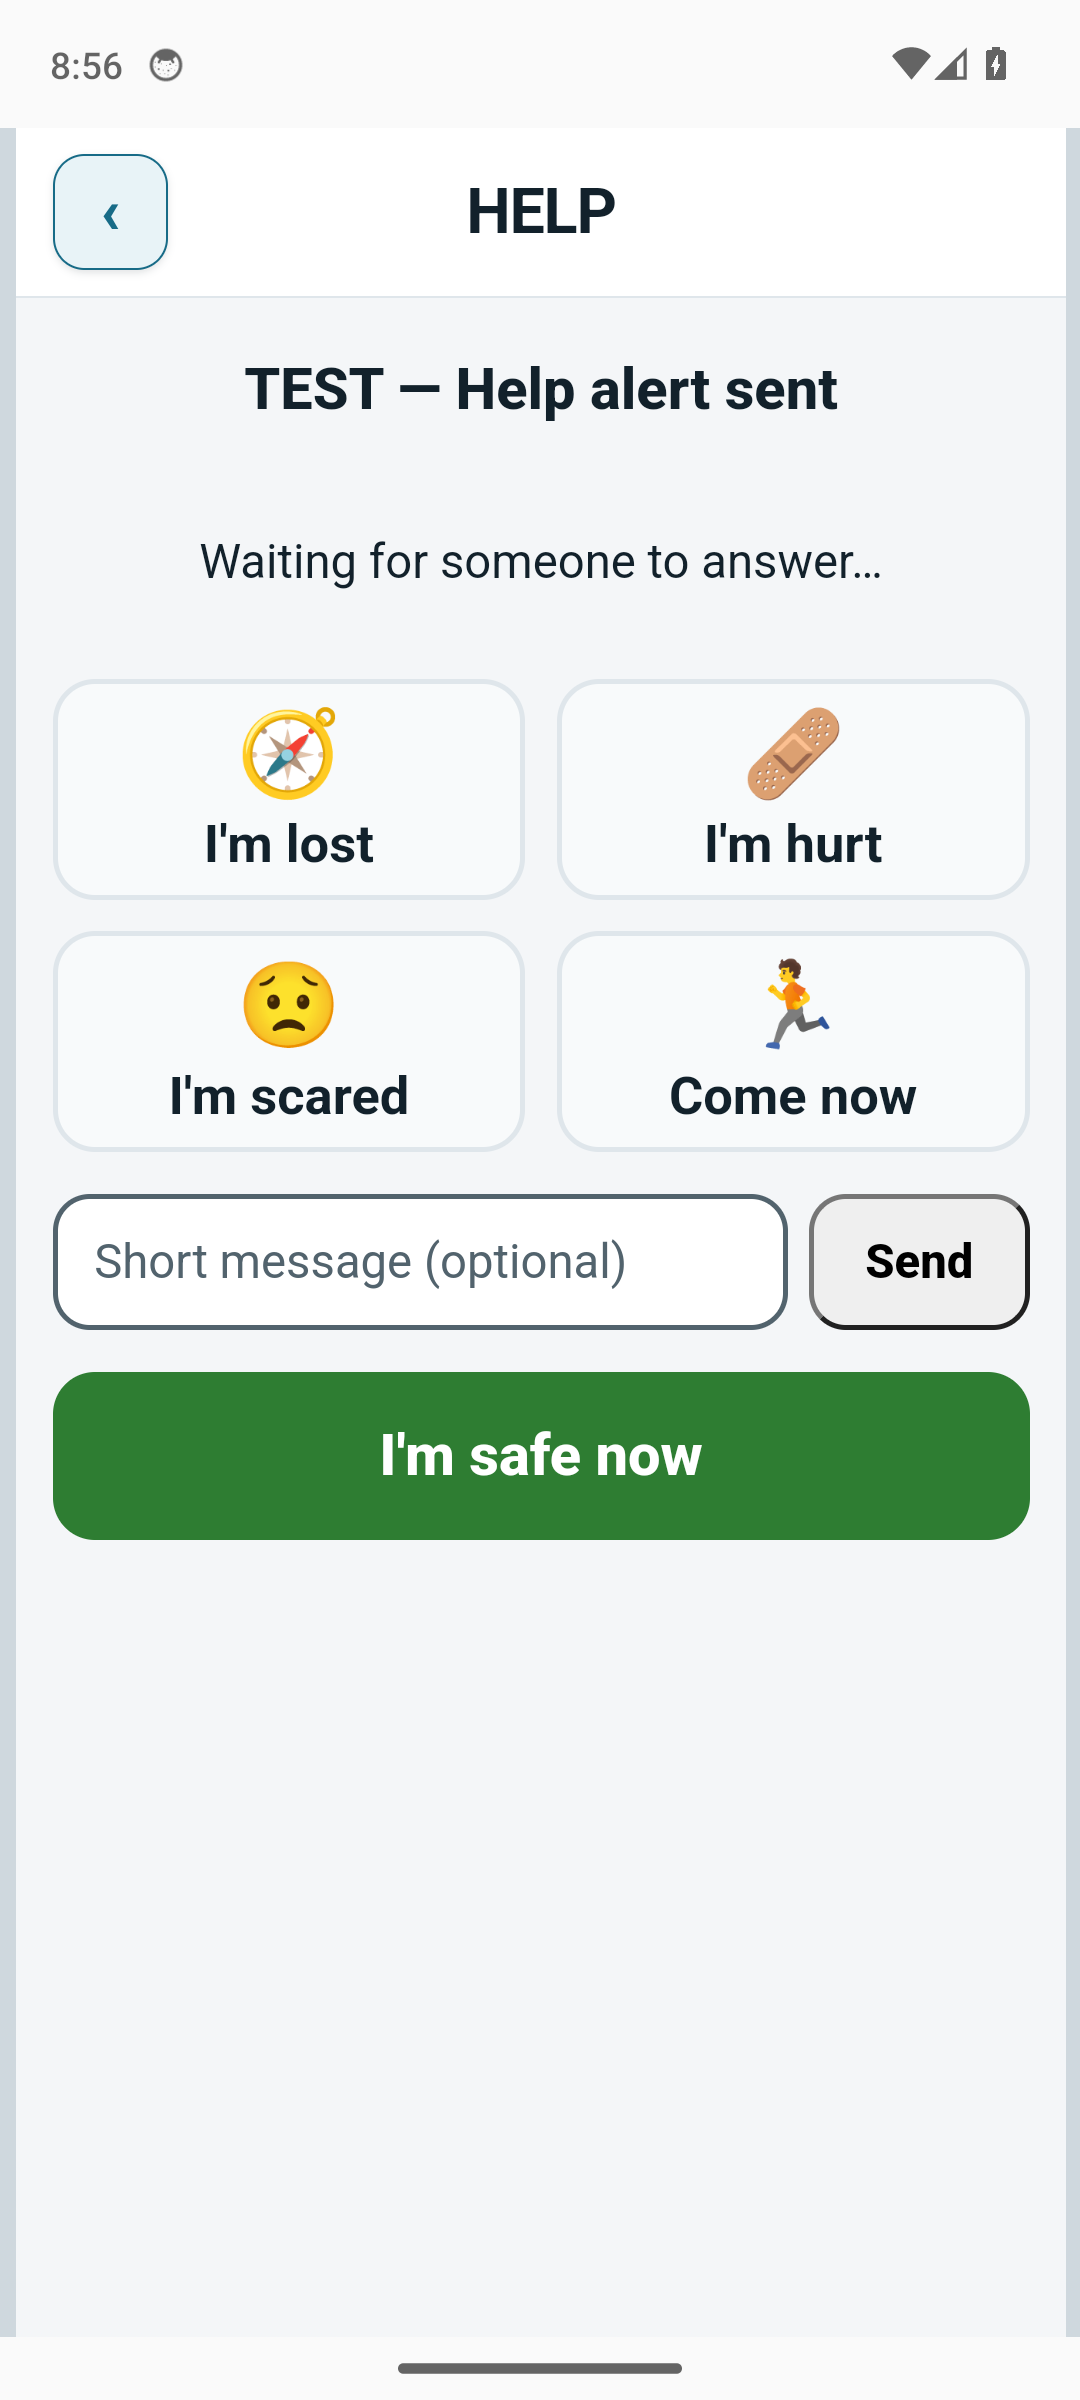 8:56
‹
HELP
TEST — Help alert sent
Waiting for someone to answer...
I'm lost
I'm hurt
I'm scared
Come now
Short message (optional)
Send
I'm safe now